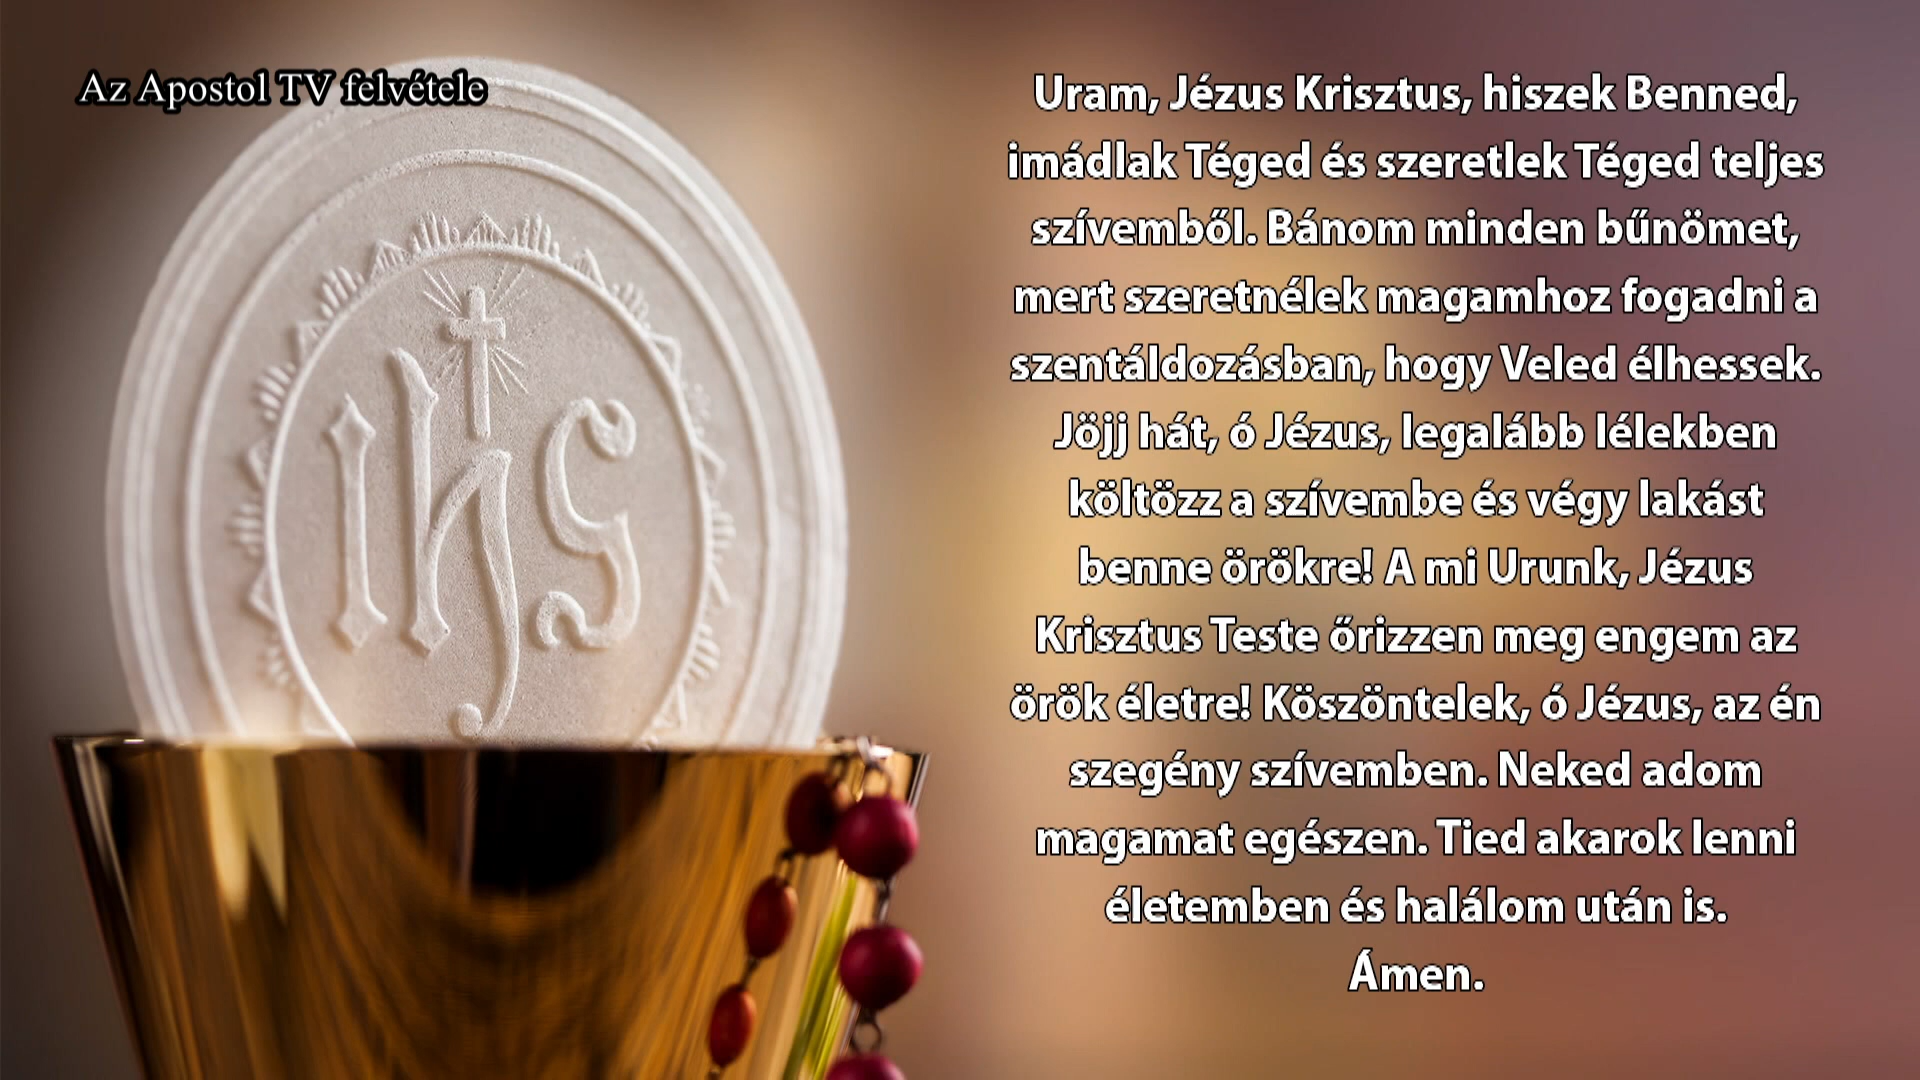 Az Apostol TV felvétele
Uram, Jézus Krisztus, hiszek Benned,
imádlak Téged és szeretlek Téged teljes
szívemből. Bánom minden bűnömet,
mert szeretnélek magamhoz fogadni a
szentáldozásban, hogy Veled élhessek.
Jöjj hát, ó Jézus, legalább lélekben
költözz a szívembe és végy lakást
benne örökre! A mi Urunk, Jézus
Krisztus Teste őrizzen meg engem az
örök életre! Köszöntelek, ó Jézus, az én
szegény szívemben. Neked adom
magamat egészen. Tied akarok lenni
életemben és halálom után is.
Ámen.
ihs